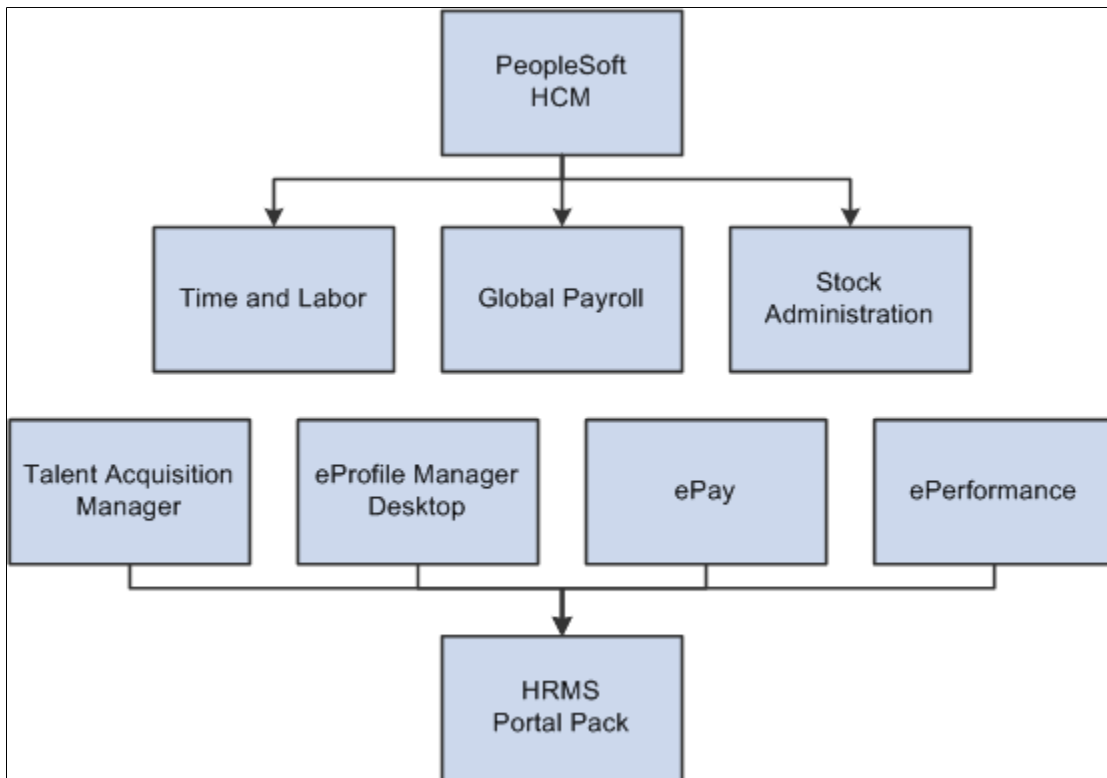 PeopleSoft
HCM
Time and Labor
Global Payroll
Stock
Administration
Talent Acquisition
Manager
eProfile Manager
Desktop
ePay
ePerformance
HRMS
Portal Pack